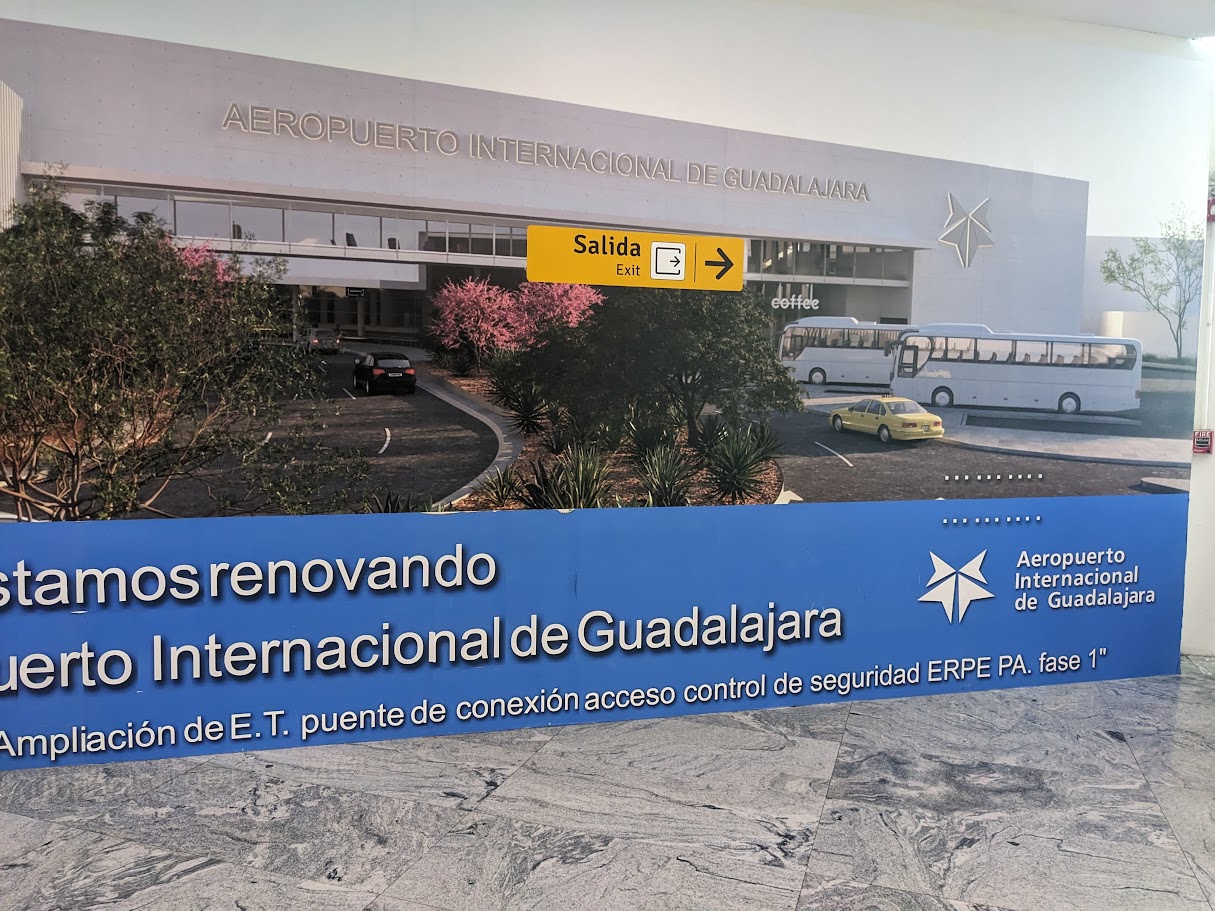 AEROPUERTO INTERNACIONAL DE GUADALAJARA
Salida
Exit
coffee
stamos renovando
uerto Internacional de Guadalajara
Ampliación de E.T. puente de conexión acceso control de seguridad ERPE PA. fase 1"
Aeropuerto
Internacional
de Guadalajara
FIRE